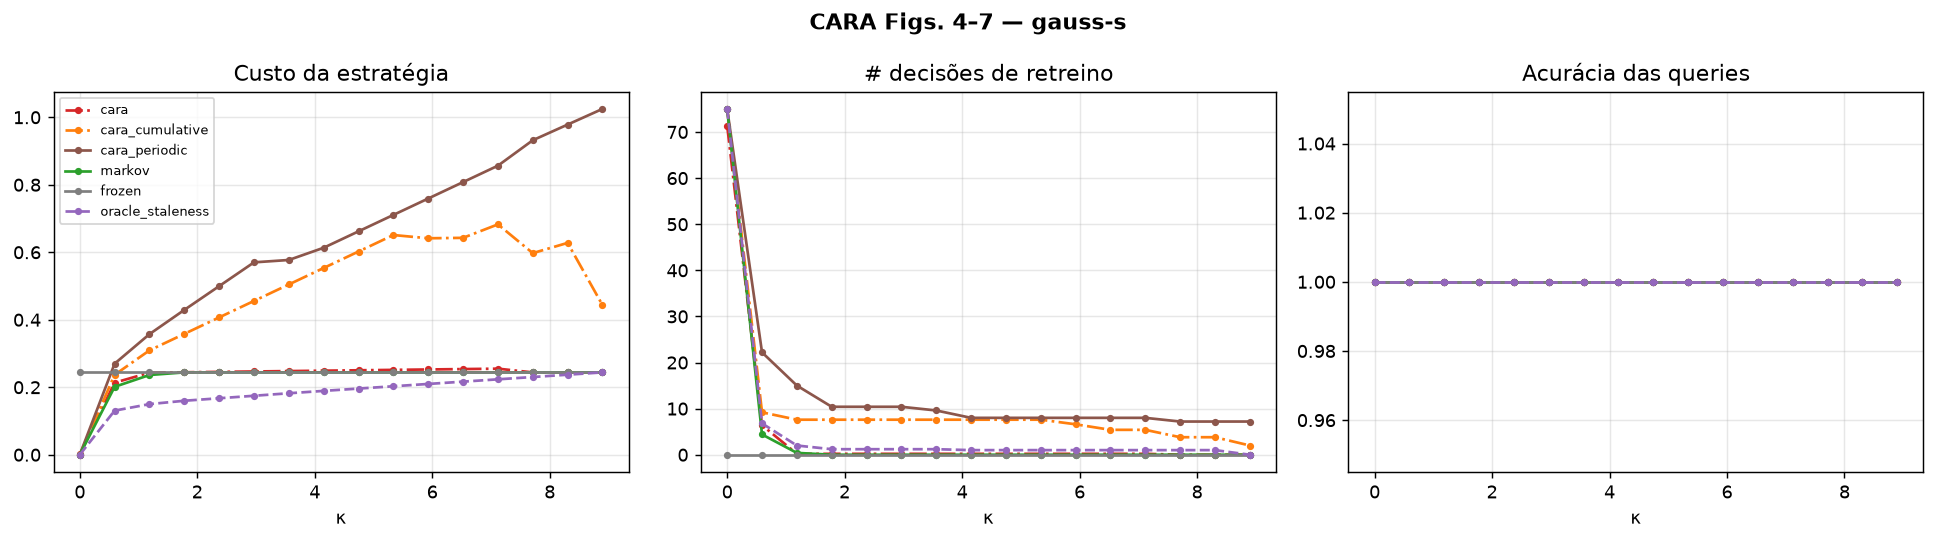 CARA Figs. 4–7 — gauss-s
Custo da estratégia
1.0
0.8
0.6
0.4
0.2
0.0
cara
cara_cumulative
cara_periodic
markov
frozen
oracle_staleness
0 2 4 6 8
κ
# decisões de retreino
70
60
50
40
30
20
10
0
0 2 4 6 8
κ
Acurácia das queries
1.04
1.02
1.00
0.98
0.96
0 2 4 6 8
κ